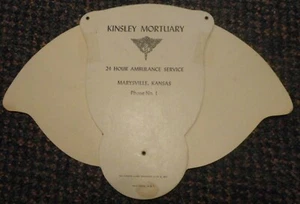 KINSLEY MORTUARY
24 HOUR AMBULANCE SERVICE
MARYSVILLE, KANSAS
Phone No. 1